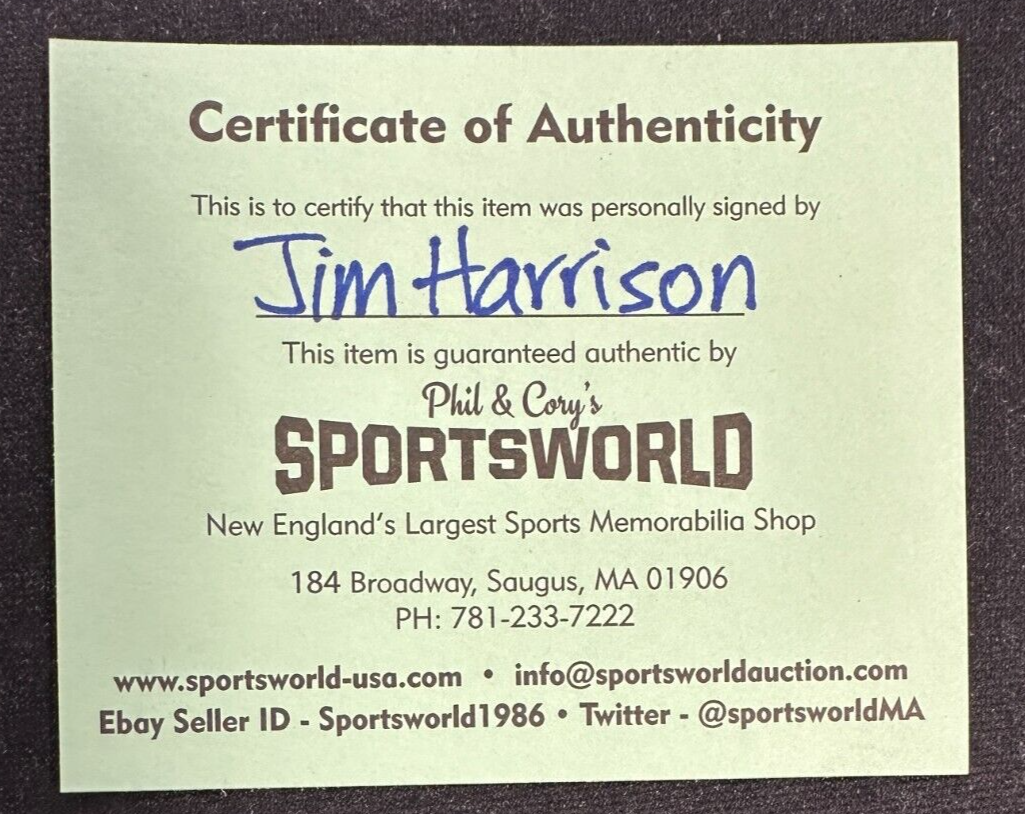 Certificate of Authenticity
This is to certify that this item was personally signed by
Jim Harrison
This item is guaranteed authentic by
Phil & Cory's
SPORTSWORLD
New England's Largest Sports Memorabilia Shop
184 Broadway, Saugus, MA 01906
PH: 781-233-7222
www.sportsworld-usa.com • info@sportsworldauction.com
Ebay Seller ID - Sportsworld1986 • Twitter - @sportsworldMA